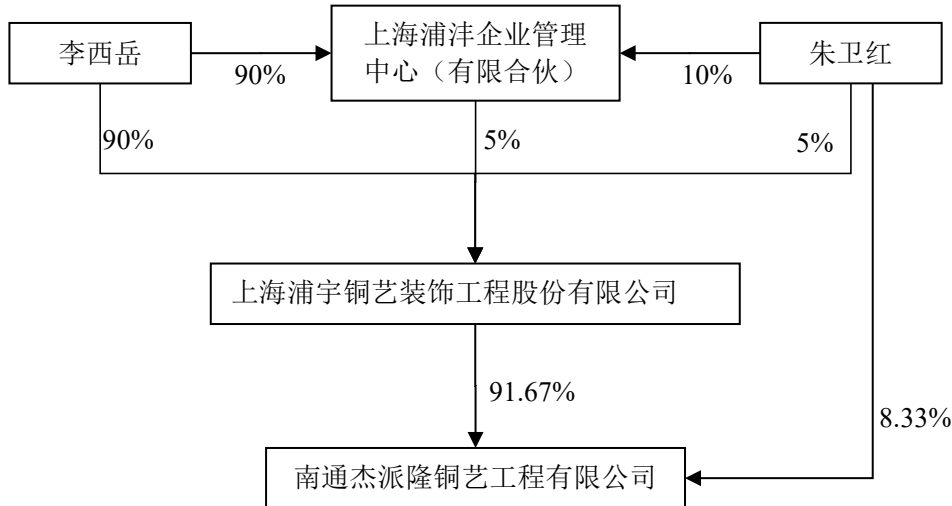 李西岳
上海浦沣企业管理
中心（有限合伙）
朱卫红
90%
10%
90%
5%
5%
上海浦宇铜艺装饰工程股份有限公司
91.67%
8.33%
南通杰派隆铜艺工程有限公司